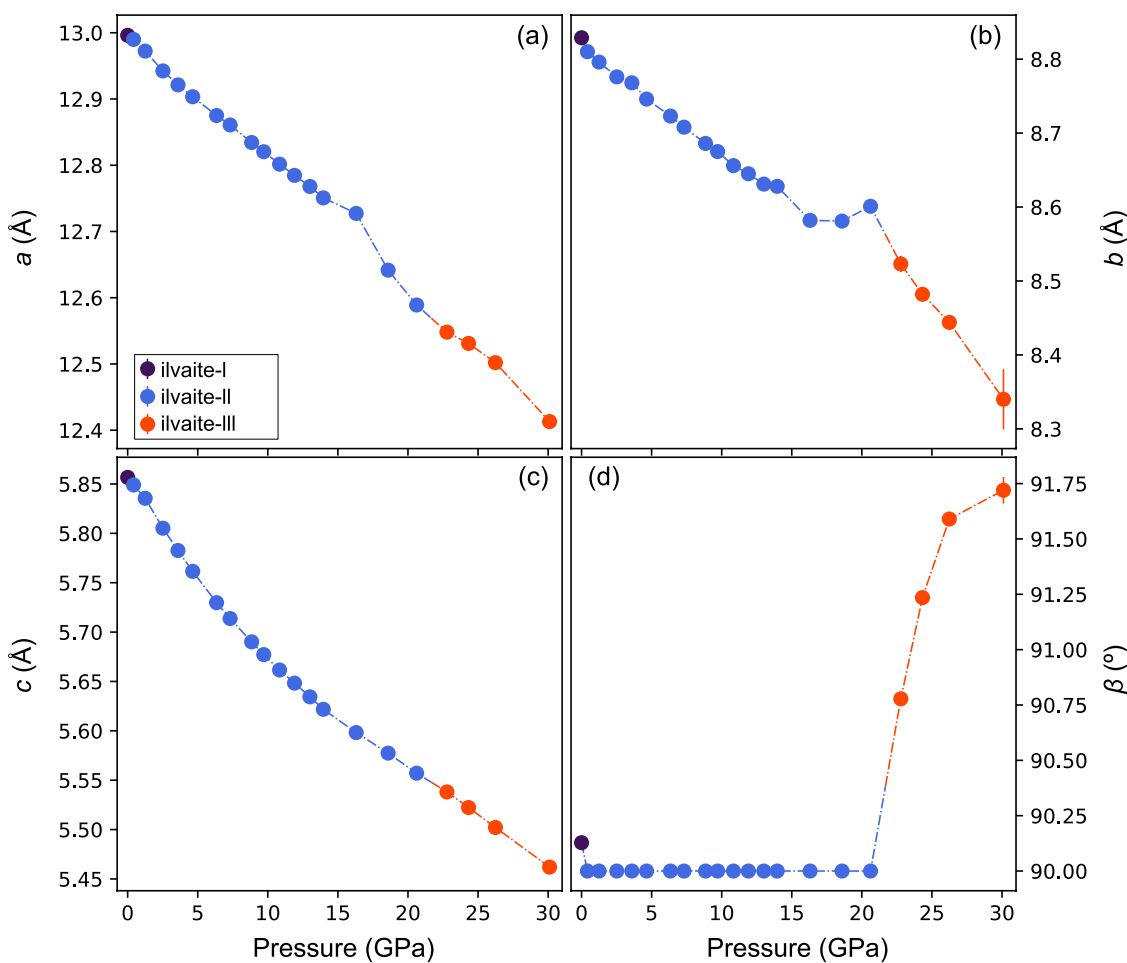 (a)
13.0
12.9
12.8
12.7
12.6
12.5
12.4
a (Å)
ilvaite-I
ilvaite-II
ilvaite-III
(b)
8.8
8.7
8.6
8.5
8.4
8.3
b (Å)
(c)
5.85
5.80
5.75
5.70
5.65
5.60
5.55
5.50
5.45
c (Å)
0 5 10 15 20 25 30
Pressure (GPa)
(d)
91.75
91.50
91.25
91.00
90.75
90.50
90.25
90.00
β (º)
0 5 10 15 20 25 30
Pressure (GPa)